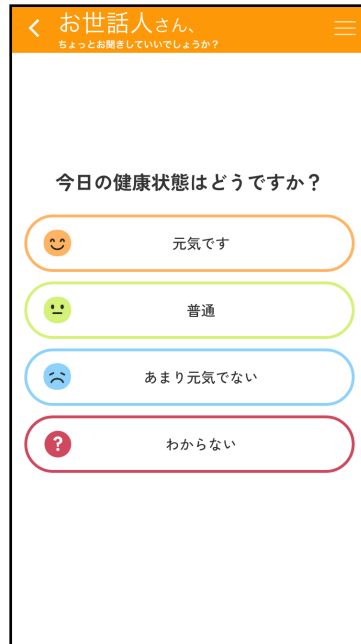 お世話人さん、
ちょっとお聞きしていいでしょうか？
今日の健康状態はどうですか？
元気です
普通
あまり元気でない
?
わからない